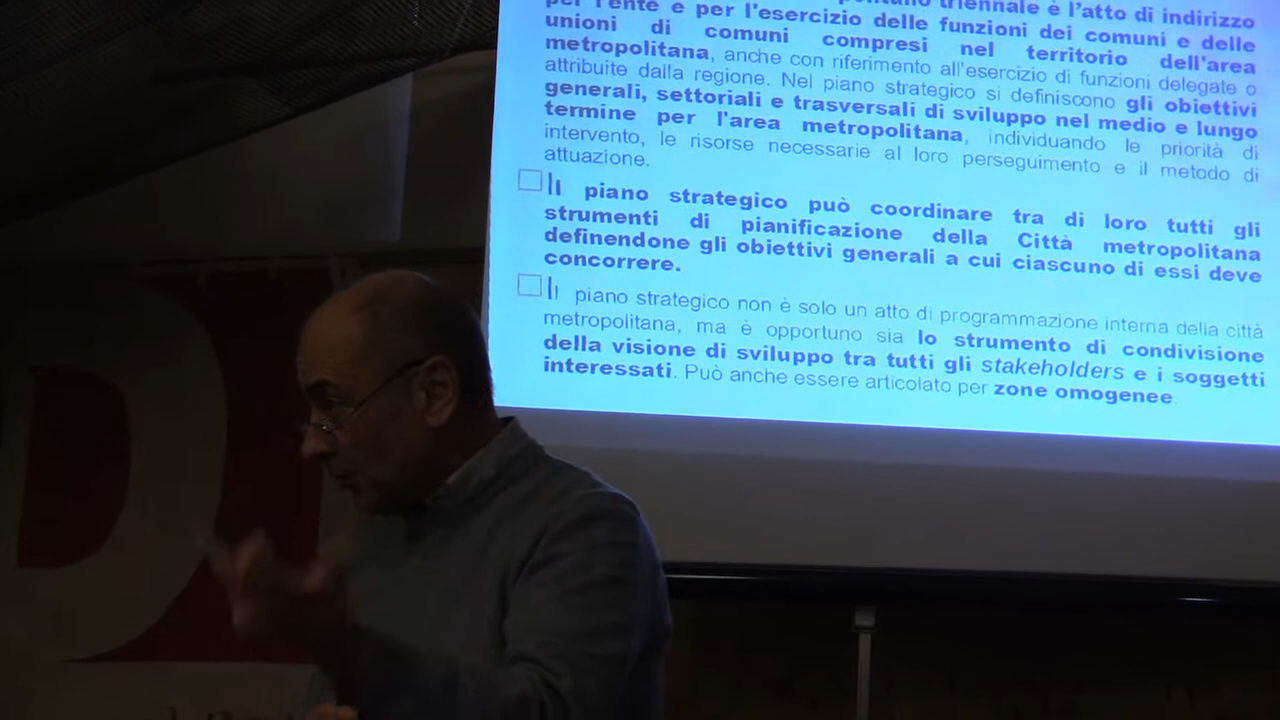 triennale è l'atto di indirizzo
per l'ente e per l'esercizio delle funzioni dei comuni e delle
unioni di comuni compresi nel territorio dell'area
metropolitana, anche con riferimento all'esercizio di funzioni delegate o
attribuite dalla regione. Nel piano strategico si definiscono gli obiettivi
generali, settoriali e trasversali di sviluppo nel medio e lungo
termine per l'area metropolitana, individuando le priorità di
intervento, le risorse necessarie al loro perseguimento e il metodo di
attuazione.
Il piano strategico può coordinare tra di loro tutti gli
strumenti di pianificazione della Città metropolitana
definendone gli obiettivi generali a cui ciascuno di essi deve
concorrere.
Il piano strategico non è solo un atto di programmazione interna della città
metropolitana, ma è opportuno sia lo strumento di condivisione
della visione di sviluppo tra tutti gli stakeholders e i soggetti
interessati. Può anche essere articolato per zone omogenee.
D